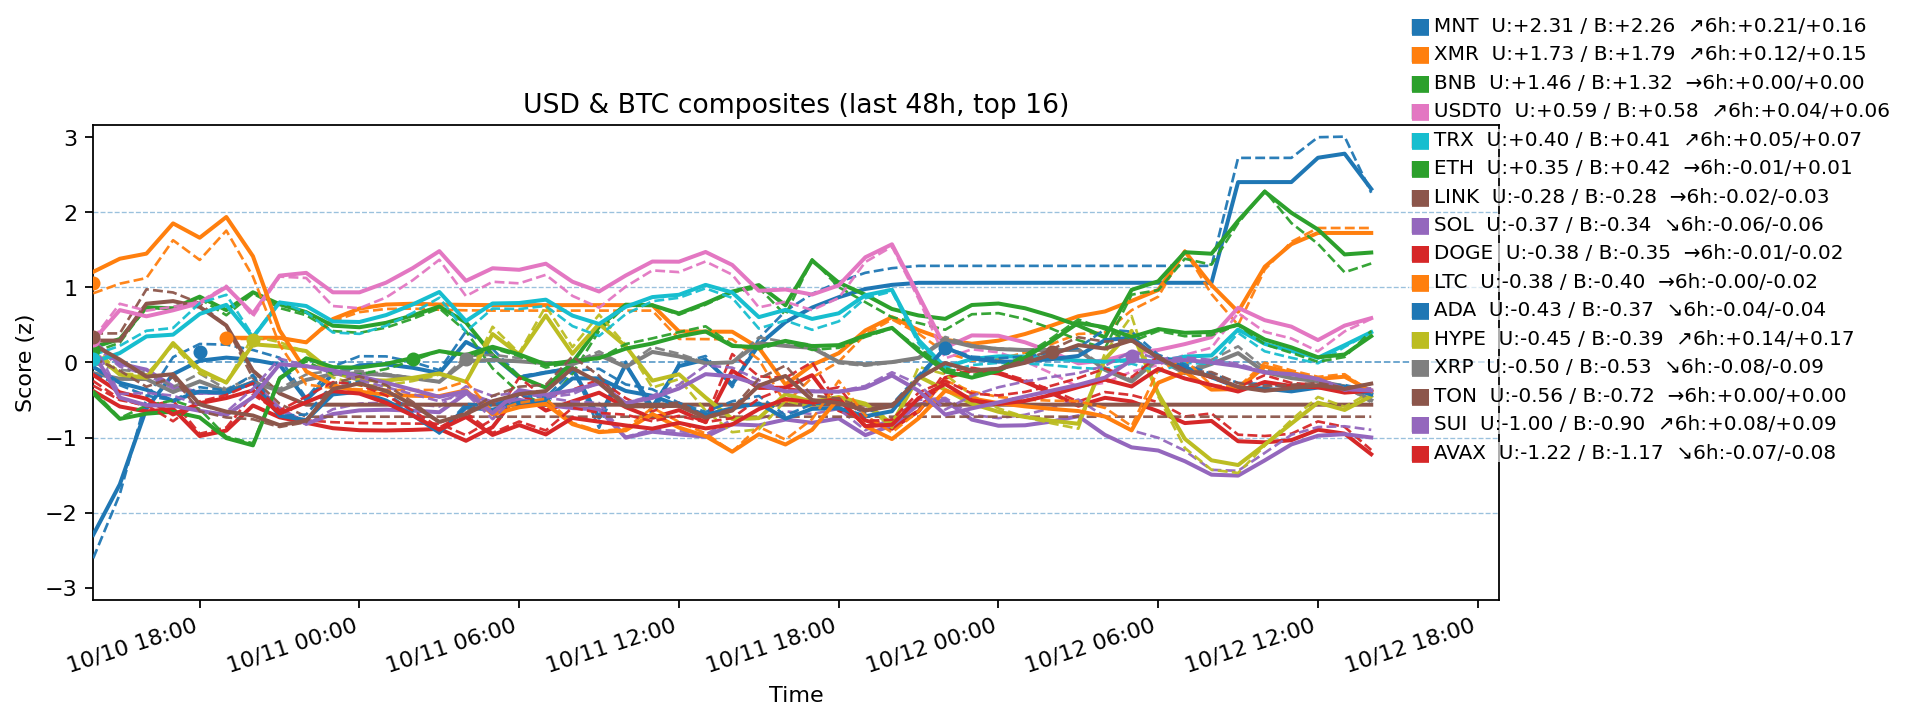 MNT  U:+2.31 / B:+2.26  ↗6h:+0.21/+0.16
XMR  U:+1.73 / B:+1.79  ↗6h:+0.12/+0.15
BNB  U:+1.46 / B:+1.32  →6h:+0.00/+0.00
USD & BTC composites (last 48h, top 16)
USDT0  U:+0.59 / B:+0.58  ↗6h:+0.04/+0.06
TRX  U:+0.40 / B:+0.41  ↗6h:+0.05/+0.07
ETH  U:+0.35 / B:+0.42  →6h:-0.01/+0.01
LINK  U:-0.28 / B:-0.28  →6h:-0.02/-0.03
SOL  U:-0.37 / B:-0.34  ↘6h:-0.06/-0.06
DOGE  U:-0.38 / B:-0.35  →6h:-0.01/-0.02
LTC  U:-0.38 / B:-0.40  →6h:-0.00/-0.02
ADA  U:-0.43 / B:-0.37  ↘6h:-0.04/-0.04
HYPE  U:-0.45 / B:-0.39  ↗6h:+0.14/+0.17
XRP  U:-0.50 / B:-0.53  ↘6h:-0.08/-0.09
TON  U:-0.56 / B:-0.72  →6h:+0.00/+0.00
SUI  U:-1.00 / B:-0.90  ↗6h:+0.08/+0.09
AVAX  U:-1.22 / B:-1.17  ↘6h:-0.07/-0.08
Score (z)
3
2
1
0
−1
−2
−3
10/10 18:00
10/11 00:00
10/11 06:00
10/11 12:00
10/11 18:00
10/12 00:00
10/12 06:00
10/12 12:00
10/12 18:00
Time